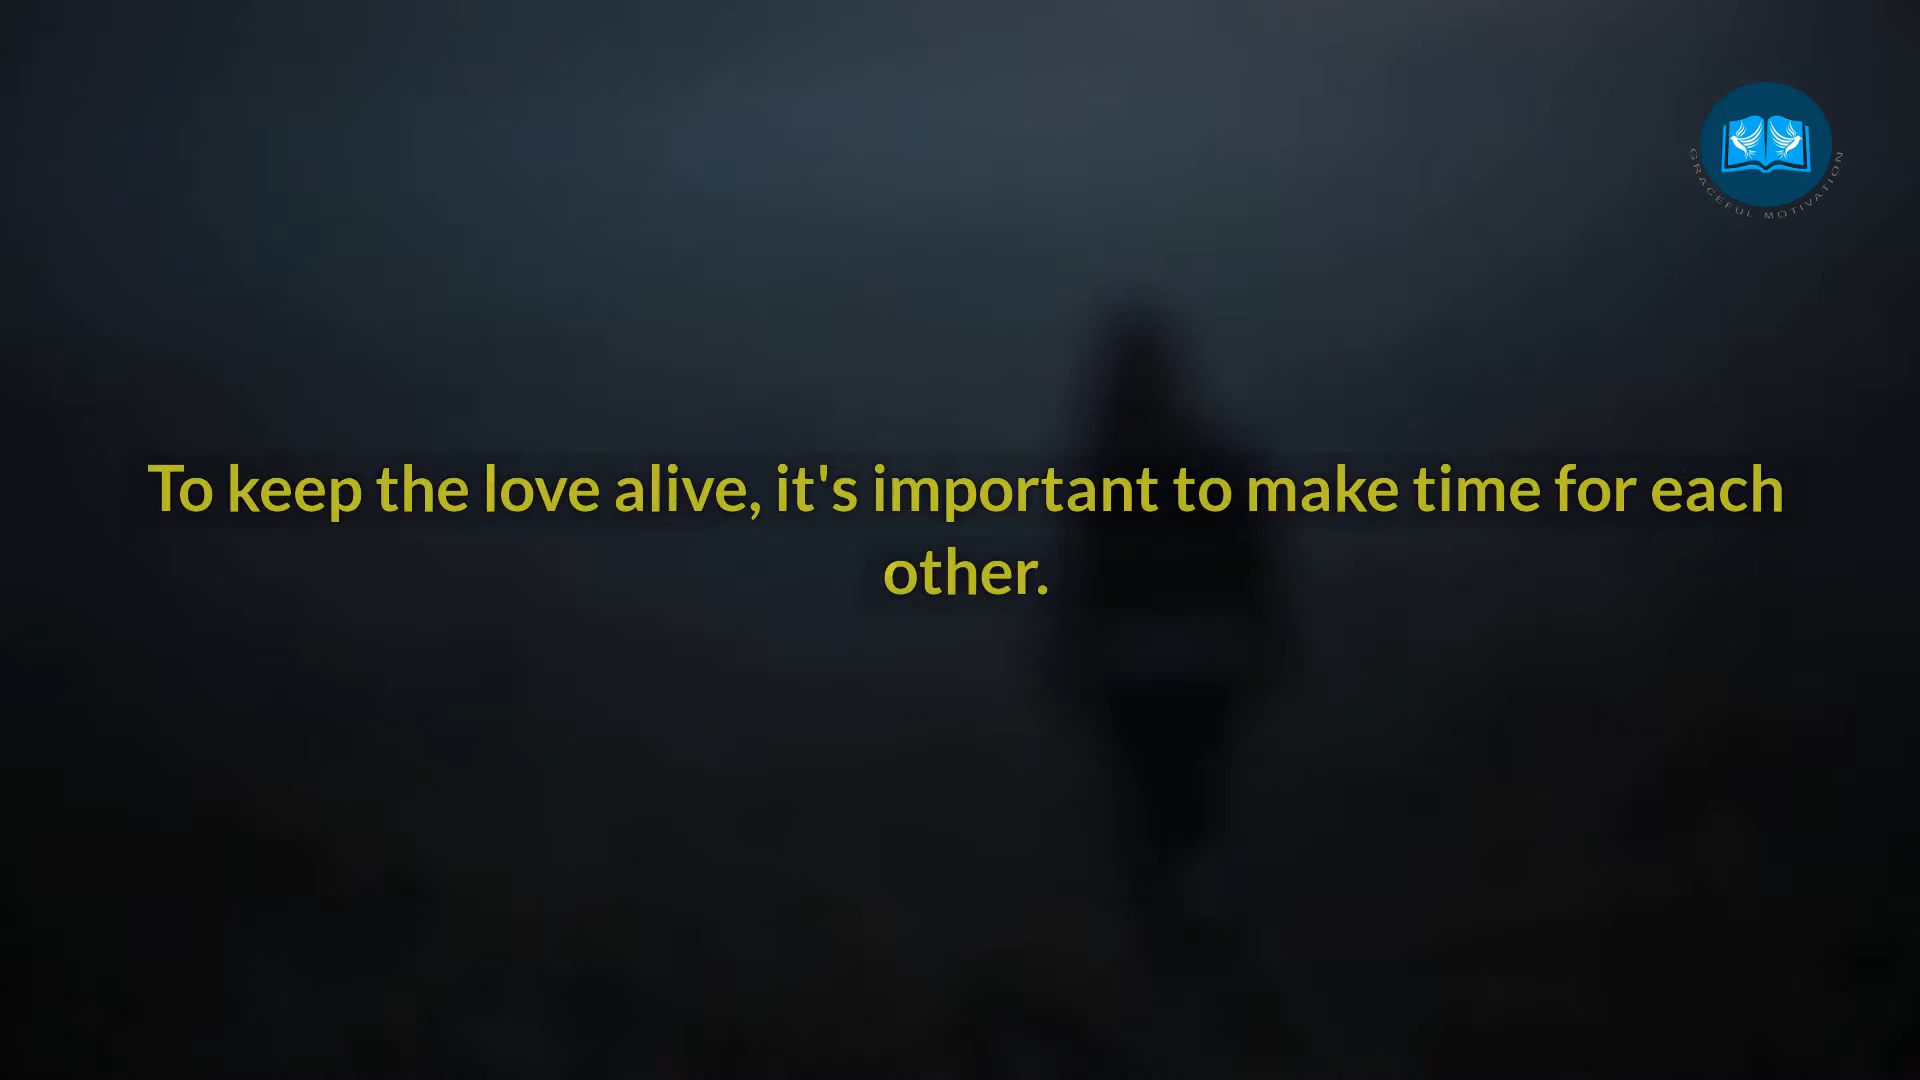 GRACEFUL MOTIVATION
To keep the love alive, it's important to make time for each
other.